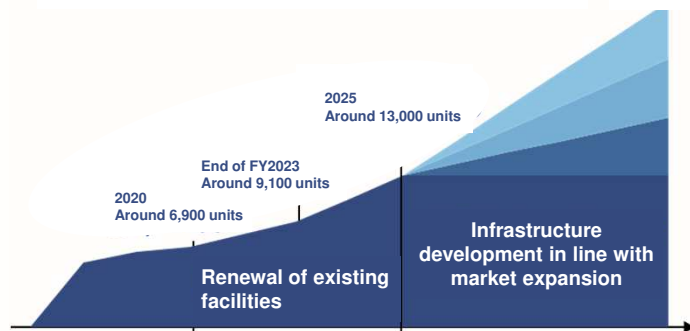 2025
Around 13,000 units
End of FY2023
Around 9,100 units
2020
Around 6,900 units
Renewal of existing
facilities
Infrastructure
development in line with
market expansion